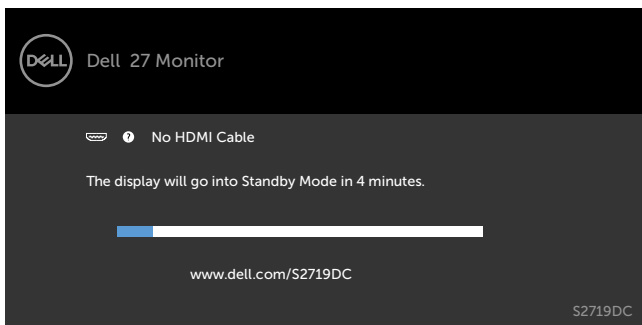 DELL
Dell 27 Monitor
? No HDMI Cable
The display will go into Standby Mode in 4 minutes.
www.dell.com/S2719DC
S2719DC